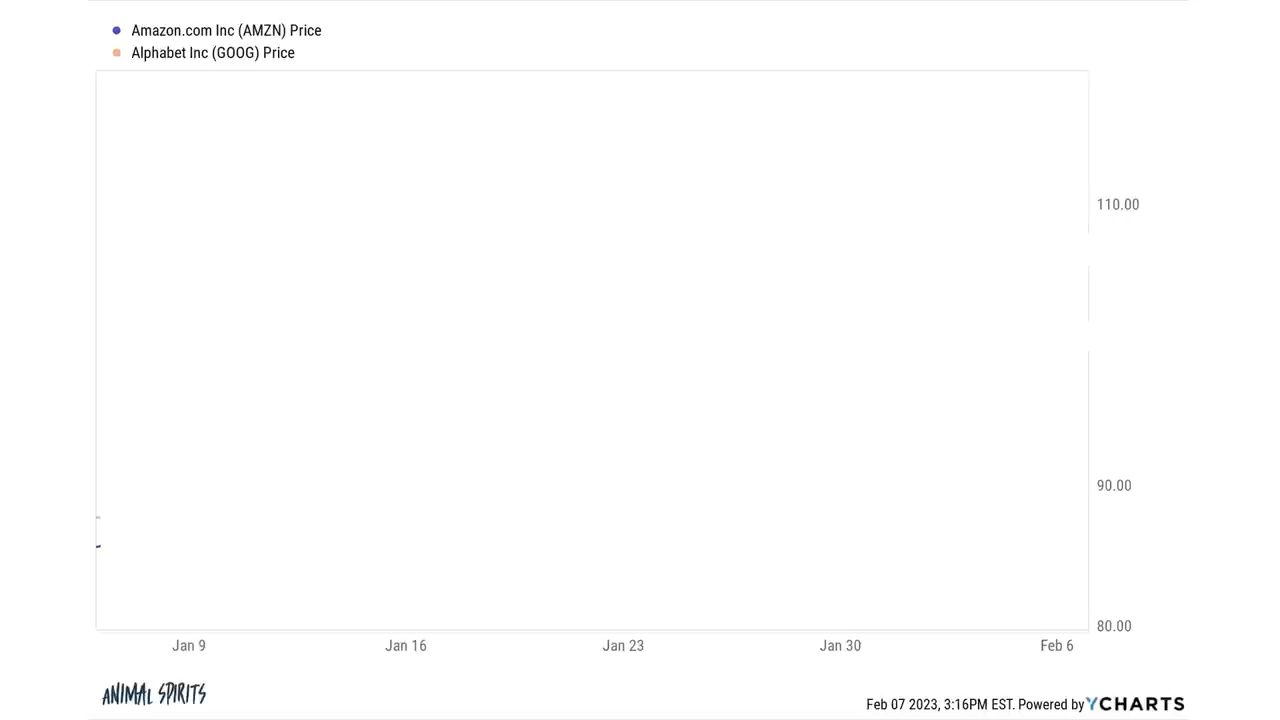 Amazon.com Inc (AMZN) Price
Alphabet Inc (GOOG) Price
110.00
90.00
80.00
Jan 9 Jan 16 Jan 23 Jan 30 Feb 6
ANIMAL SPIRITS
Feb 07 2023, 3:16PM EST. Powered by YCHARTS